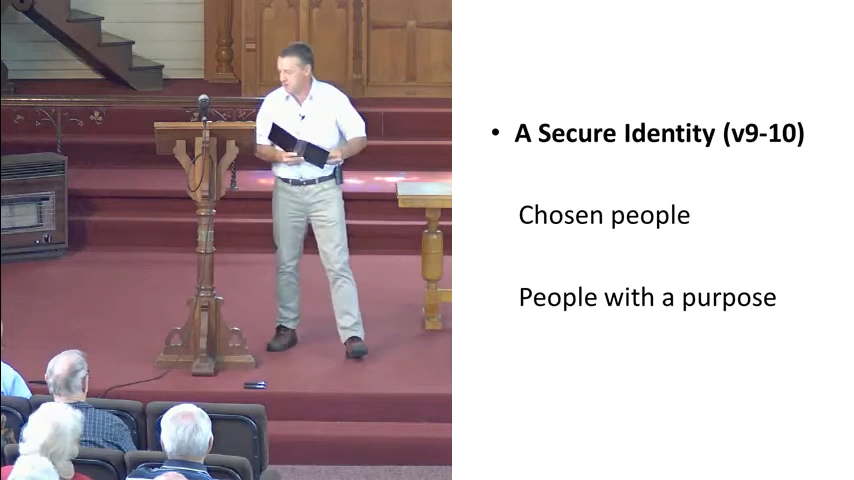 • A Secure Identity (v9-10)
Chosen people
People with a purpose